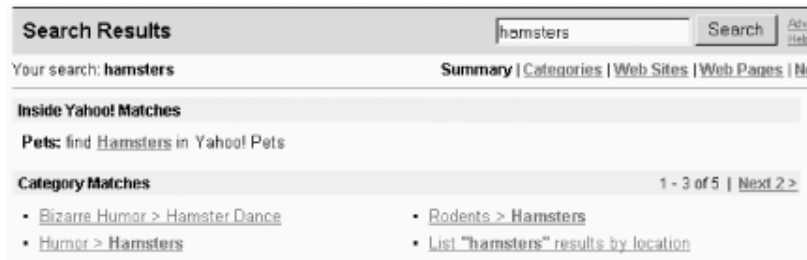 Search Results hamsters Search
Your search: hamsters Summary | Categories | Web Sites | Web Pages |
Inside Yahoo! Matches
Pets: find Hamsters in Yahoo! Pets
Category Matches 1 - 3 of 5 | Next 2 >
• Bizarre Humor > Hamster Dance • Rodents > Hamsters
• Humor > Hamsters • List "hamsters" results by location